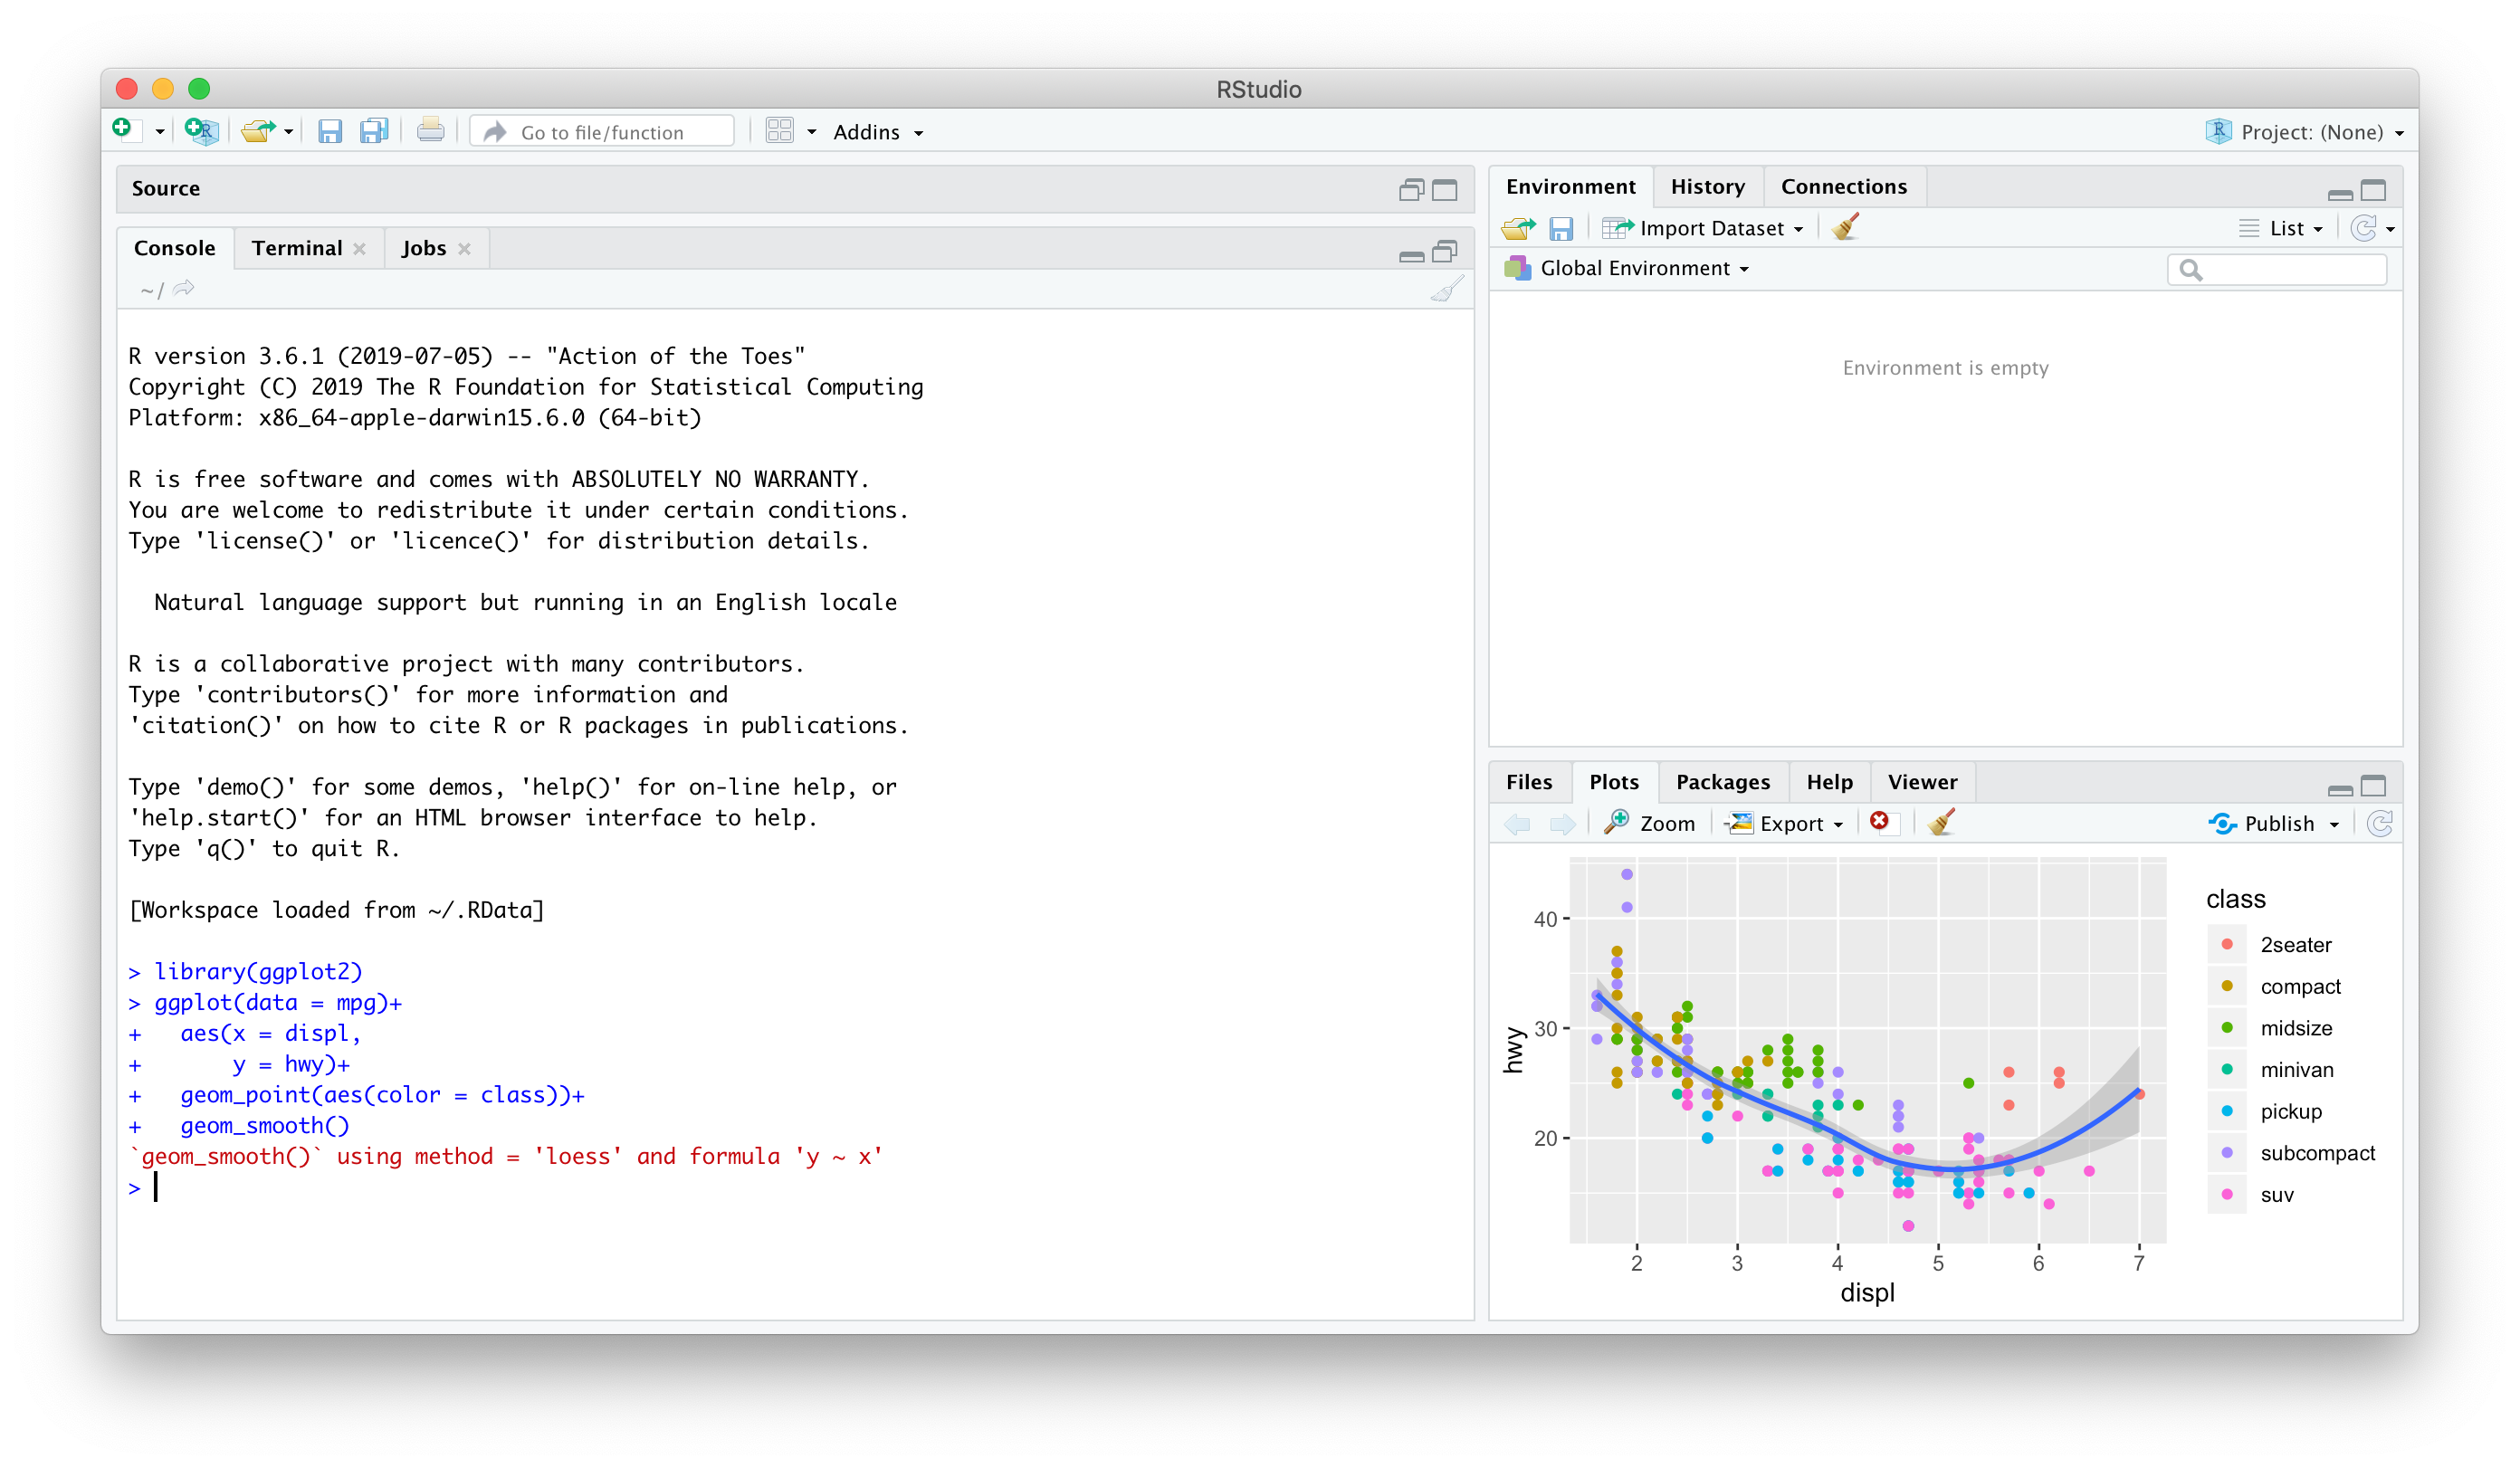 RStudio
Go to file/function
Addins
Project: (None)
Source
Console Terminal Jobs
~/
R version 3.6.1 (2019-07-05) -- "Action of the Toes"
Copyright (C) 2019 The R Foundation for Statistical Computing
Platform: x86_64-apple-darwin15.6.0 (64-bit)
R is free software and comes with ABSOLUTELY NO WARRANTY.
You are welcome to redistribute it under certain conditions.
Type 'license()' or 'licence()' for distribution details.
Natural language support but running in an English locale
R is a collaborative project with many contributors.
Type 'contributors()' for more information and
'citation()' on how to cite R or R packages in publications.
Type 'demo()' for some demos, 'help()' for on-line help, or
'help.start()' for an HTML browser interface to help.
Type 'q()' to quit R.
[Workspace loaded from ~/.RData]
> library(ggplot2)
> ggplot(data = mpg)+
+   aes(x = displ,
+       y = hwy)+
+   geom_point(aes(color = class))+
+   geom_smooth()
`geom_smooth()` using method = 'loess' and formula 'y ~ x'
>
Environment History Connections
Import Dataset
List
Global Environment
Environment is empty
Files Plots Packages Help Viewer
Zoom Export Publish
40
30
20
hwy
2 3 4 5 6 7
displ
class
2seater
compact
midsize
minivan
pickup
subcompact
suv